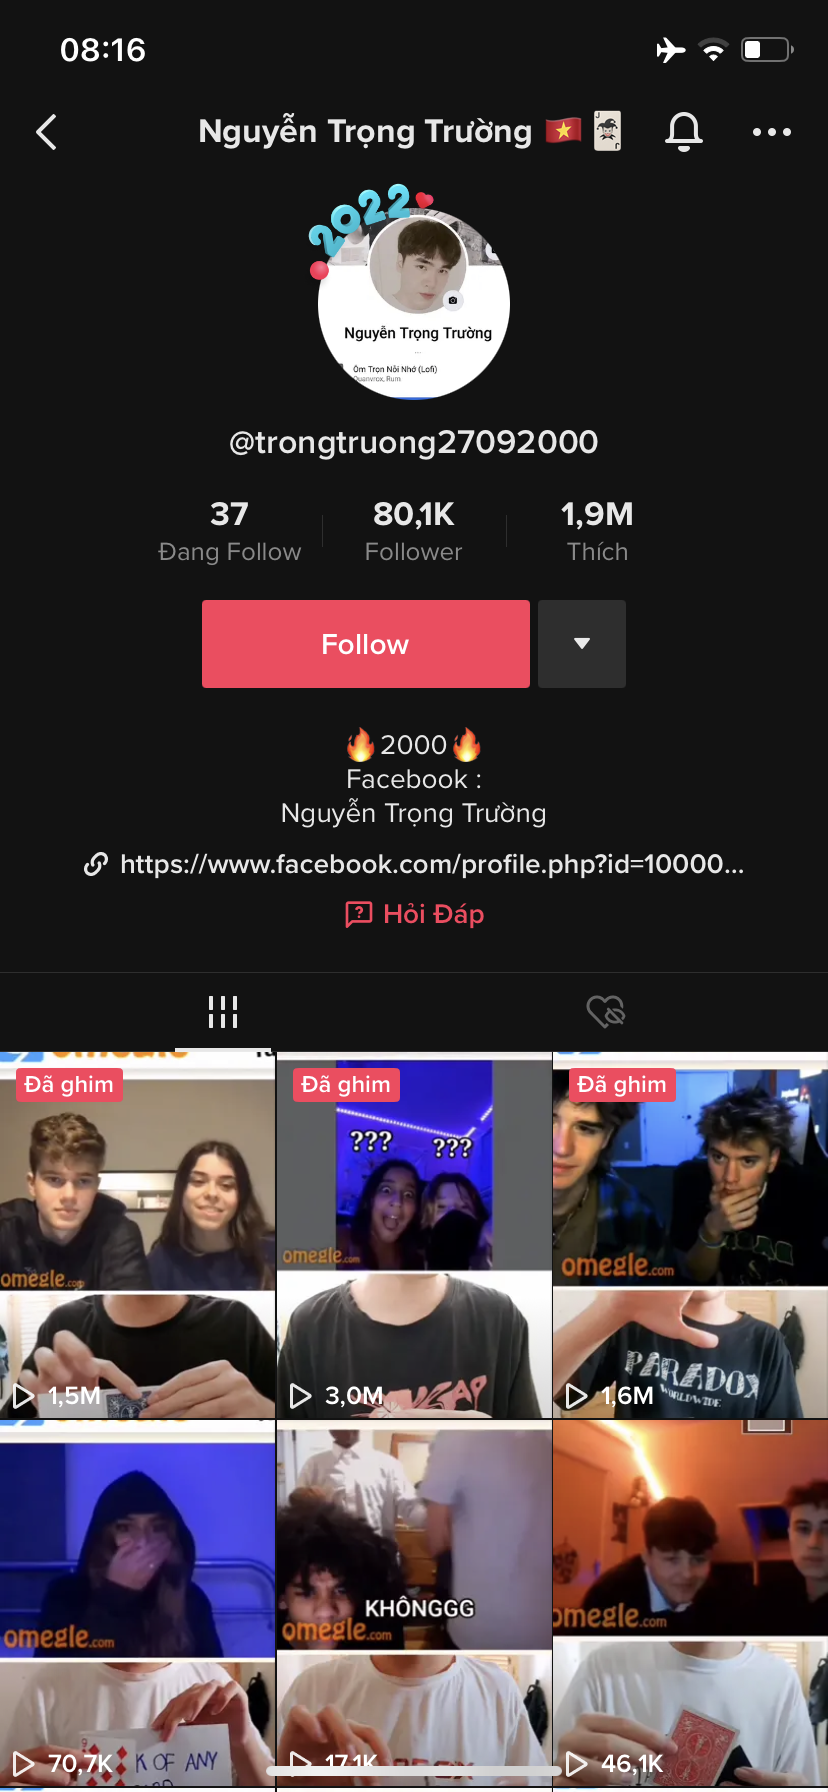 08:16
Nguyễn Trọng Trường
2022
Nguyễn Trọng Trường
Ôm Trọn Nỗi Nhớ (Lofi)
Quanvrox, Rum
@trongtruong27092000
37
80,1K
1,9M
Đang Follow
Follower
Thích
Follow
2000
Facebook :
Nguyễn Trọng Trường
https://www.facebook.com/profile.php?id=10000...
Hỏi Đáp
Đã ghim
omegle.com
1,5M
Đã ghim
???
???
omegle.com
3,0M
Đã ghim
omegle.com
PARADOX
WORLDWIDE
1,6M
omegle.com
K OF ANY
70,7K
KHÔNGGG
omegle.com
17,1K
omegle.com
46,1K